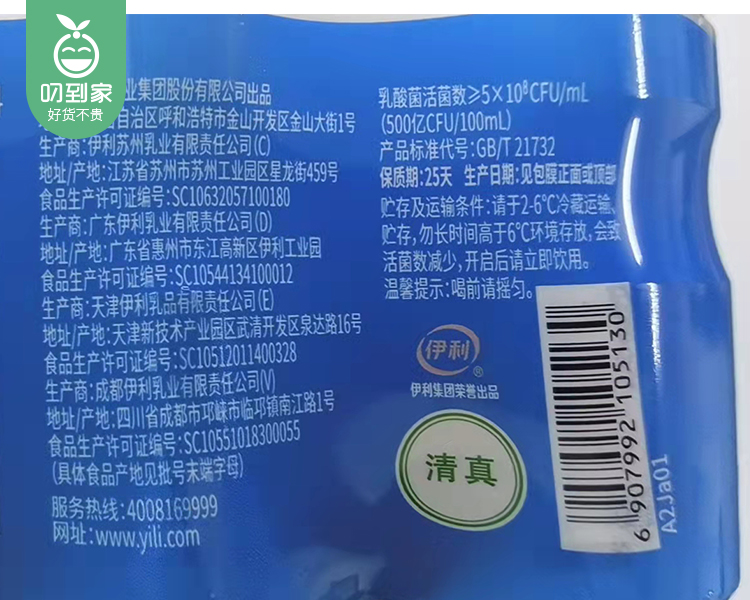 叨到家
好货不贵
业集团股份有限公司出品
自治区呼和浩特市金山开发区金山大街1号
生产商:伊利苏州乳业有限责任公司(C)
地址/产地:江苏省苏州市苏州工业园区星龙街459号
食品生产许可证编号:SC10632057100180
生产商:广东伊利乳业有限责任公司(D)
地址/产地:广东省惠州市东江高新区伊利工业园
食品生产许可证编号:SC10544134100012
生产商:天津伊利乳品有限责任公司(E)
地址/产地:天津新技术产业园区武清开发区泉达路16号
食品生产许可证编号:SC10512011400328
生产商:成都伊利乳业有限责任公司(V)
地址/产地:四川省成都市邛崃市临邛镇南江路1号
食品生产许可证编号:SC10551018300055
(具体食品产地见批号末端字母)
服务热线:4008169999
网址:www.yili.com
乳酸菌活菌数≥5×10⁸CFU/mL
(500亿CFU/100mL)
产品标准代号:GB/T 21732
保质期:25天 生产日期:见包膜正面或顶部
贮存及运输条件:请于2-6℃冷藏运输、
贮存,勿长时间高于6℃环境存放,会致
活菌数减少,开启后请立即饮用。
温馨提示:喝前请摇匀。
伊利®
伊利集团荣誉出品
清真
6 907992 105130
A2Ja01